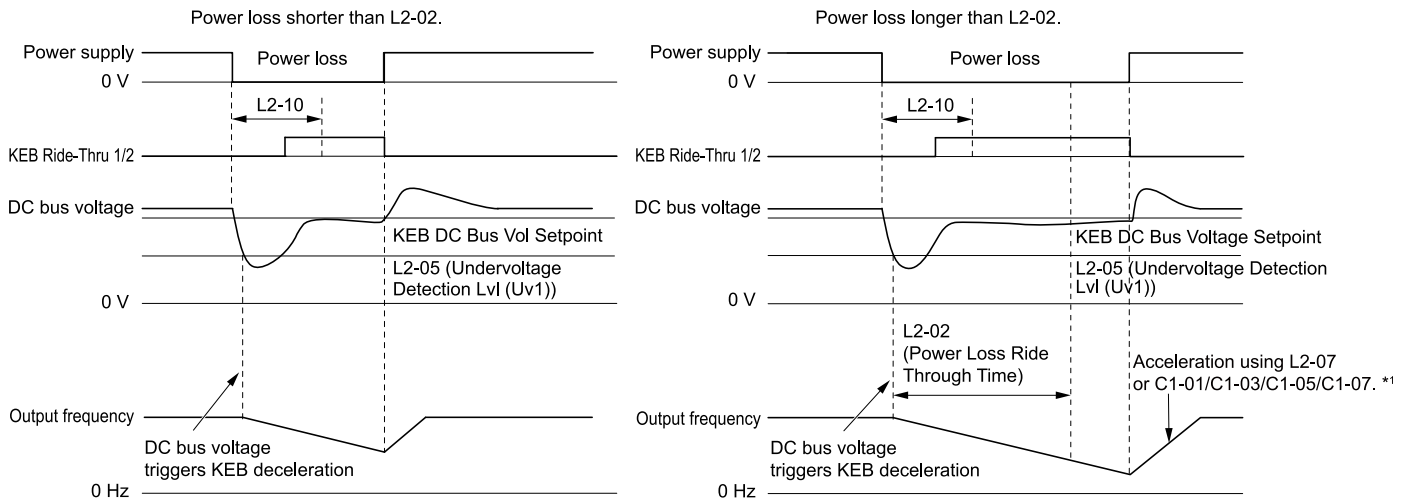 Power loss shorter than L2-02.
Power supply
Power loss
0 V
L2-10
KEB Ride-Thru 1/2
DC bus voltage
KEB DC Bus Vol Setpoint
L2-05 (Undervoltage
Detection Lvl (Uv1))
0 V
Output frequency
DC bus voltage
triggers KEB deceleration
0 Hz
Power loss longer than L2-02.
Power supply
Power loss
0 V
L2-10
KEB Ride-Thru 1/2
DC bus voltage
KEB DC Bus Voltage Setpoint
L2-05 (Undervoltage Detection
Lvl (Uv1))
0 V
L2-02
(Power Loss Ride
Through Time)
Acceleration using L2-07
or C1-01/C1-03/C1-05/C1-07. *1
Output frequency
DC bus voltage
triggers KEB deceleration
0 Hz